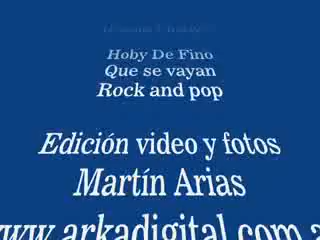 Hoby De Fino
Que se vayan
Rock and pop
Edición video y fotos
Martín Arias
www.arkadigital.com.a